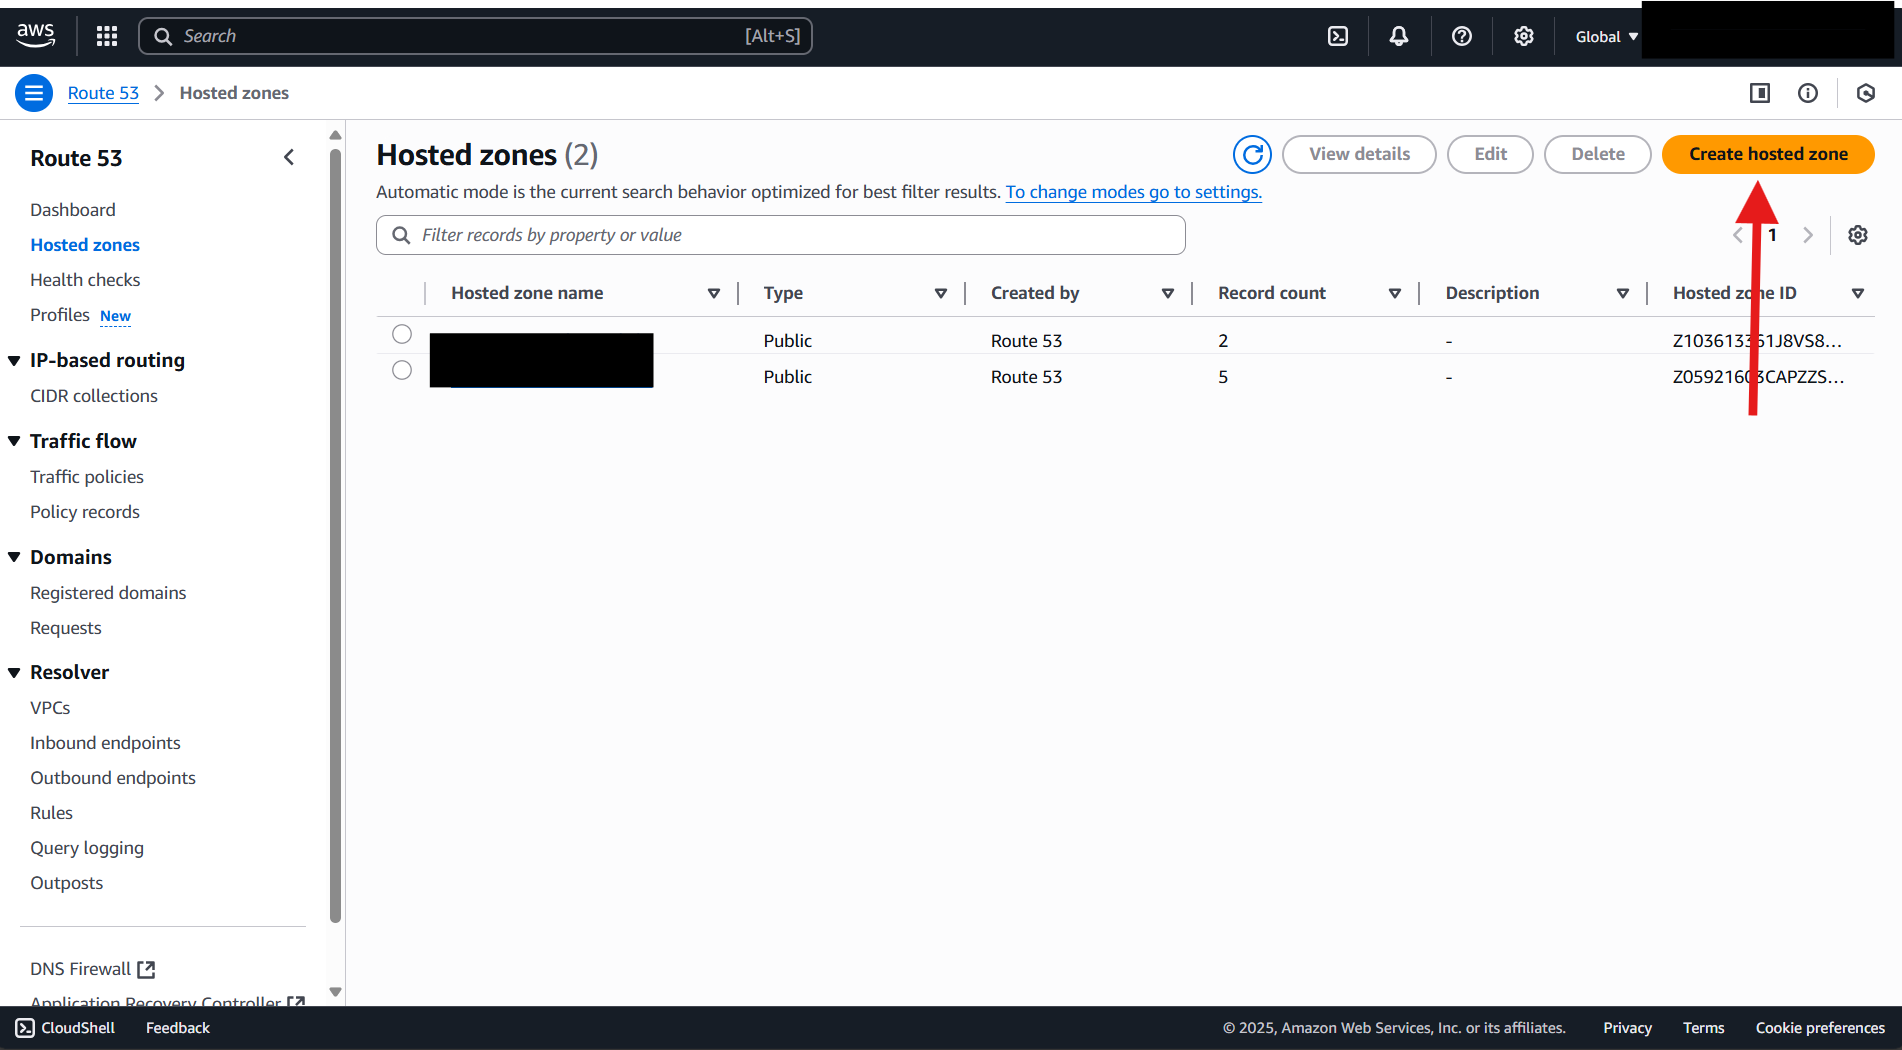 aws Search [Alt+S] Global
Route 53 > Hosted zones
Route 53
Dashboard
Hosted zones
Health checks
Profiles New
IP-based routing
CIDR collections
Traffic flow
Traffic policies
Policy records
Domains
Registered domains
Requests
Resolver
VPCs
Inbound endpoints
Outbound endpoints
Rules
Query logging
Outposts
DNS Firewall
Application Recovery Controller
Hosted zones (2)
View details Edit Delete Create hosted zone
Automatic mode is the current search behavior optimized for best filter results. To change modes go to settings.
Filter records by property or value
1
Hosted zone name Type Created by Record count Description Hosted zone ID
Public Route 53 2 -
Public Route 53 5 -
CloudShell Feedback © 2025, Amazon Web Services, Inc. or its affiliates. Privacy Terms Cookie preferences